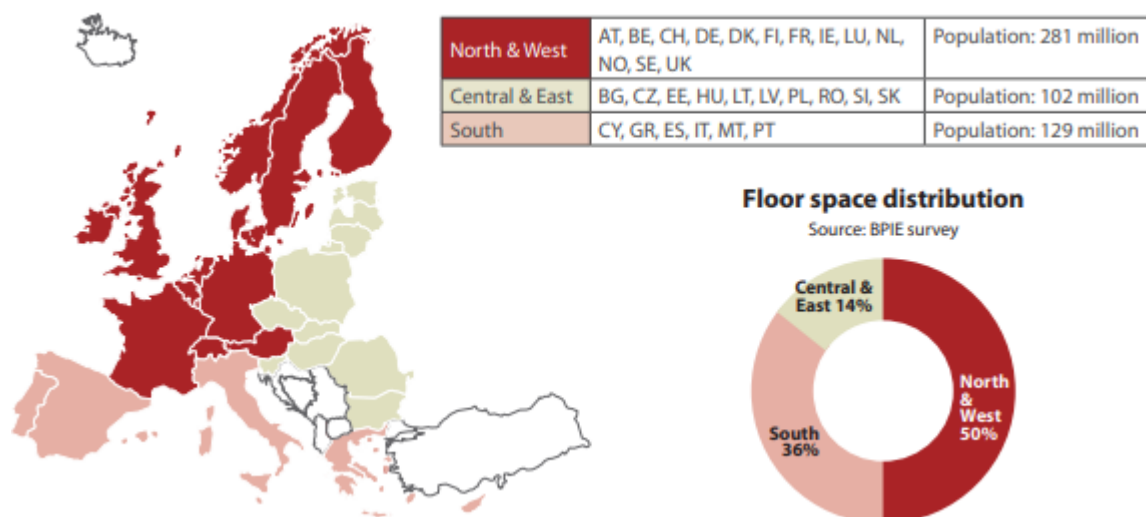 North & West
AT, BE, CH, DE, DK, FI, FR, IE, LU, NL,
NO, SE, UK
Population: 281 million
Central & East
BG, CZ, EE, HU, LT, LV, PL, RO, SI, SK
Population: 102 million
South
CY, GR, ES, IT, MT, PT
Population: 129 million
Floor space distribution
Source: BPIE survey
Central &
East 14%
North
&
West
50%
South
36%